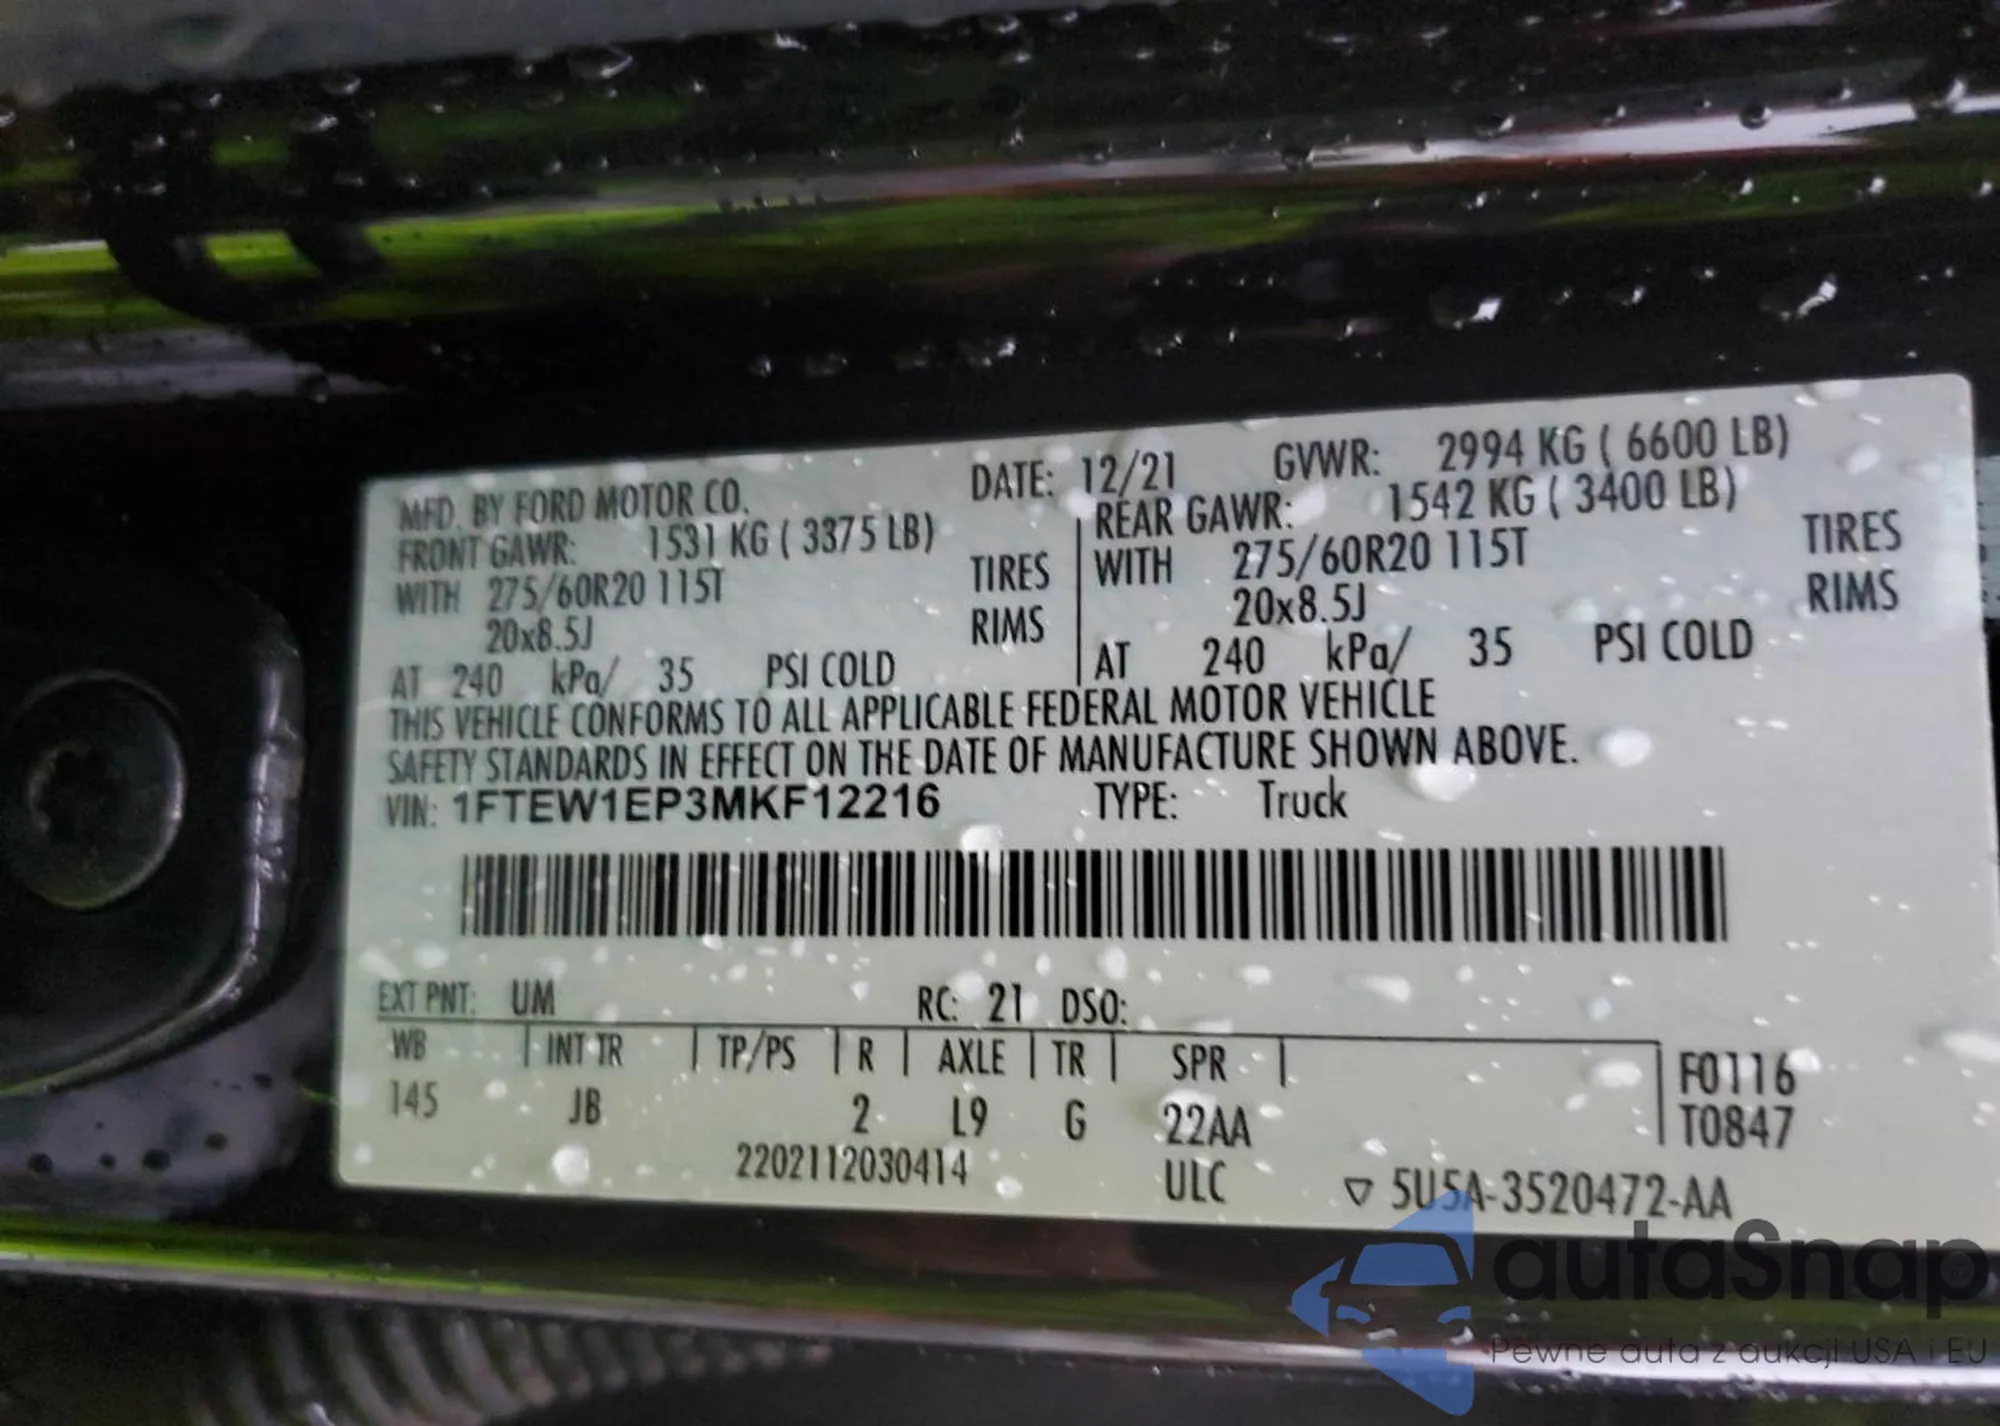 MFD. BY FORD MOTOR CO. DATE: 12/21 GVWR: 2994 KG ( 6600 LB)
FRONT GAWR: 1531 KG ( 3375 LB) REAR GAWR: 1542 KG ( 3400 LB)
WITH 275/60R20 115T TIRES WITH 275/60R20 115T TIRES
20x8.5J RIMS 20x8.5J RIMS
AT 240 kPa/ 35 PSI COLD AT 240 kPa/ 35 PSI COLD
THIS VEHICLE CONFORMS TO ALL APPLICABLE FEDERAL MOTOR VEHICLE
SAFETY STANDARDS IN EFFECT ON THE DATE OF MANUFACTURE SHOWN ABOVE.
VIN: 1FTEW1EP3MKF12216 TYPE: Truck
EXT PNT: UM RC: 21 DSO:
WB INT TR TP/PS R AXLE TR SPR F0116
145 JB 2 L9 G 22AA T0847
2202112030414 ULC ▽ 5U5A-3520472-AA
autaSnap
Pewne auta z aukcji USA i EU